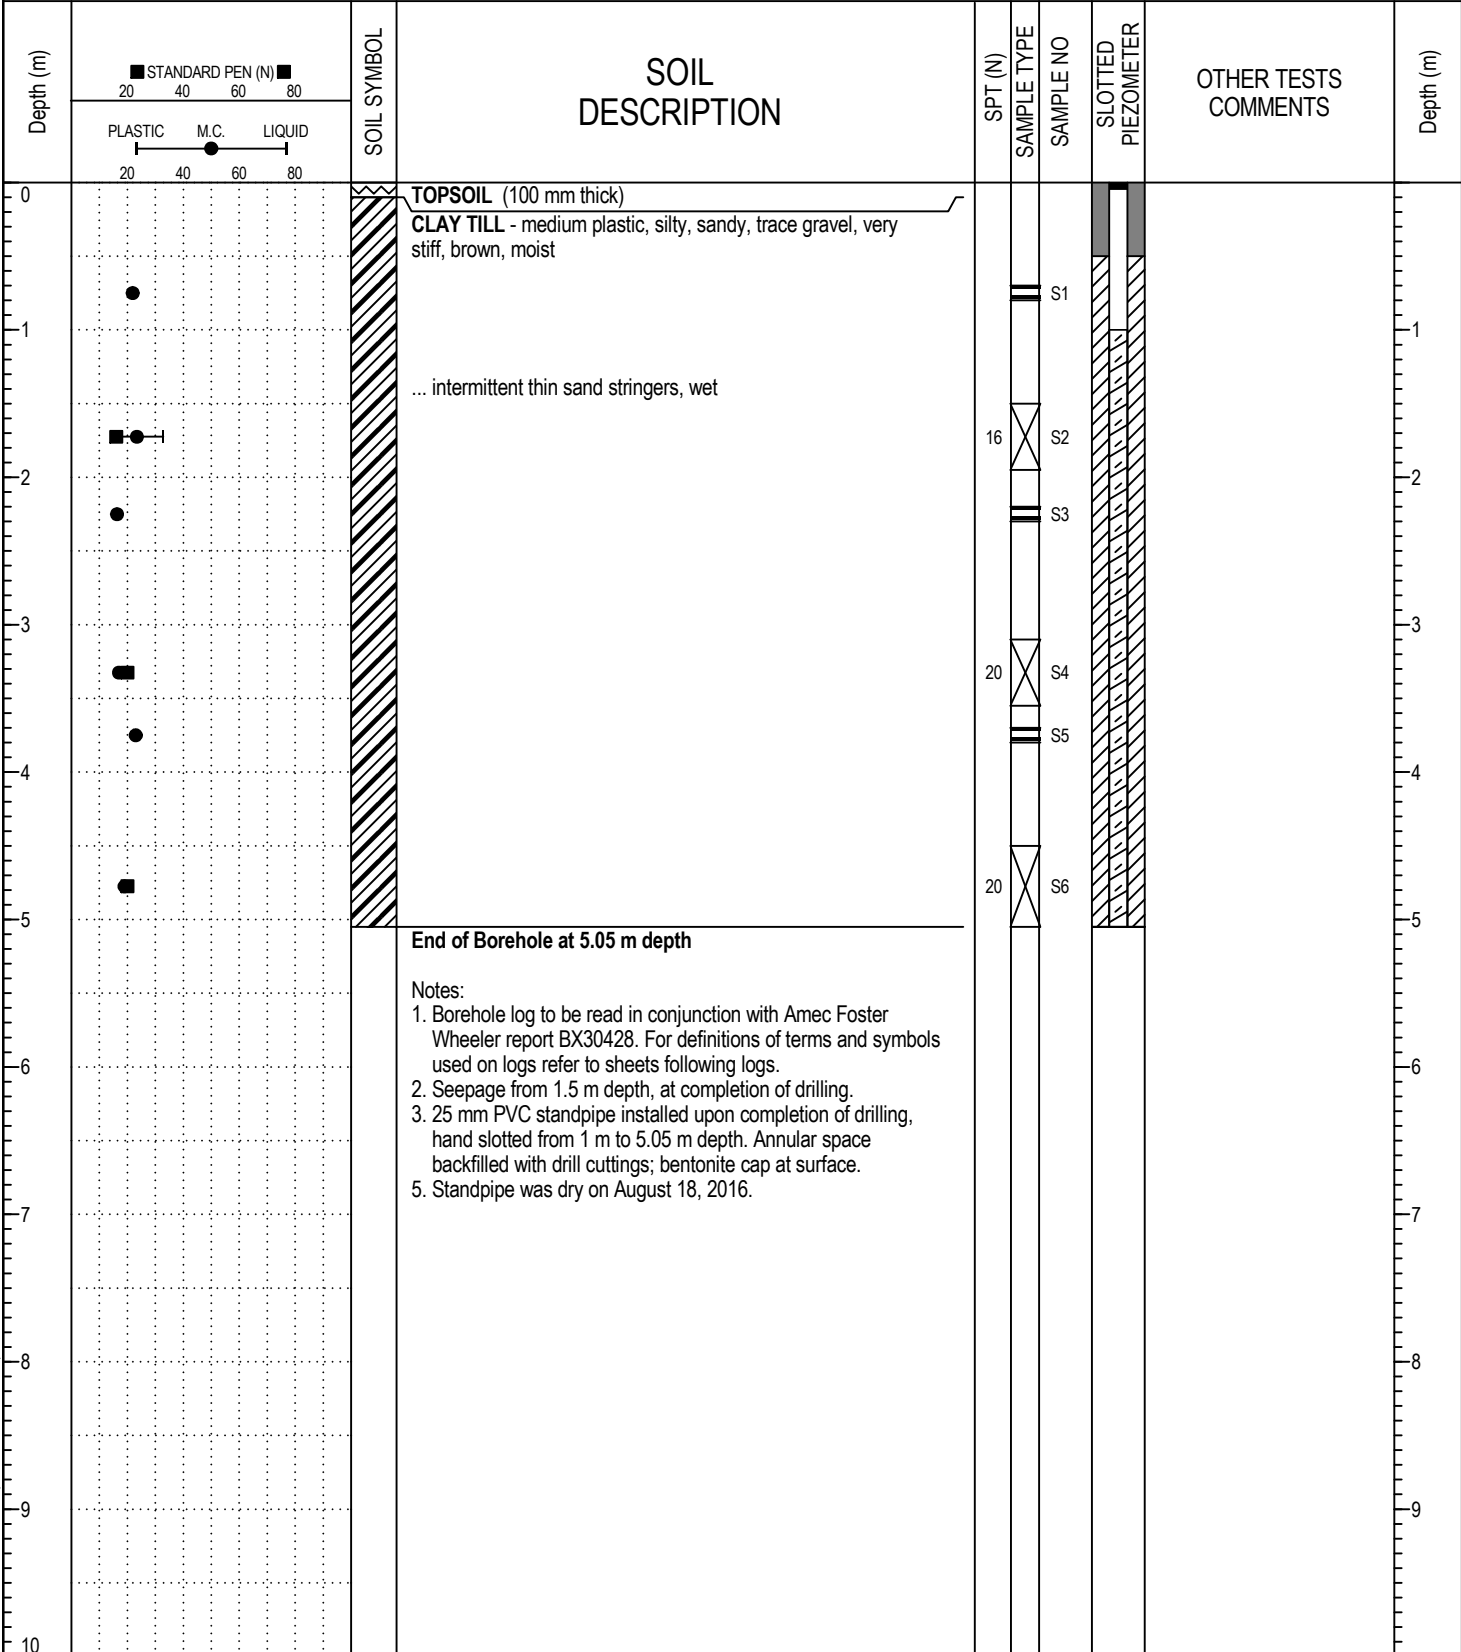 Depth (m)
■ STANDARD PEN (N) ■
20 40 60 80
PLASTIC M.C. LIQUID
20 40 60 80
SOIL SYMBOL
SOIL
DESCRIPTION
SPT (N)
SAMPLE TYPE
SAMPLE NO
SLOTTED
PIEZOMETER
OTHER TESTS
COMMENTS
Depth (m)
0
TOPSOIL (100 mm thick)
CLAY TILL - medium plastic, silty, sandy, trace gravel, very
stiff, brown, moist
S1
1 1
... intermittent thin sand stringers, wet
16 S2
2 2
S3
3 3
20 S4
S5
4 4
20 S6
5 5
End of Borehole at 5.05 m depth
Notes:
1. Borehole log to be read in conjunction with Amec Foster
Wheeler report BX30428. For definitions of terms and symbols
used on logs refer to sheets following logs.
6 6
2. Seepage from 1.5 m depth, at completion of drilling.
3. 25 mm PVC standpipe installed upon completion of drilling,
hand slotted from 1 m to 5.05 m depth. Annular space
backfilled with drill cuttings; bentonite cap at surface.
5. Standpipe was dry on August 18, 2016.
7 7
8 8
9 9
10